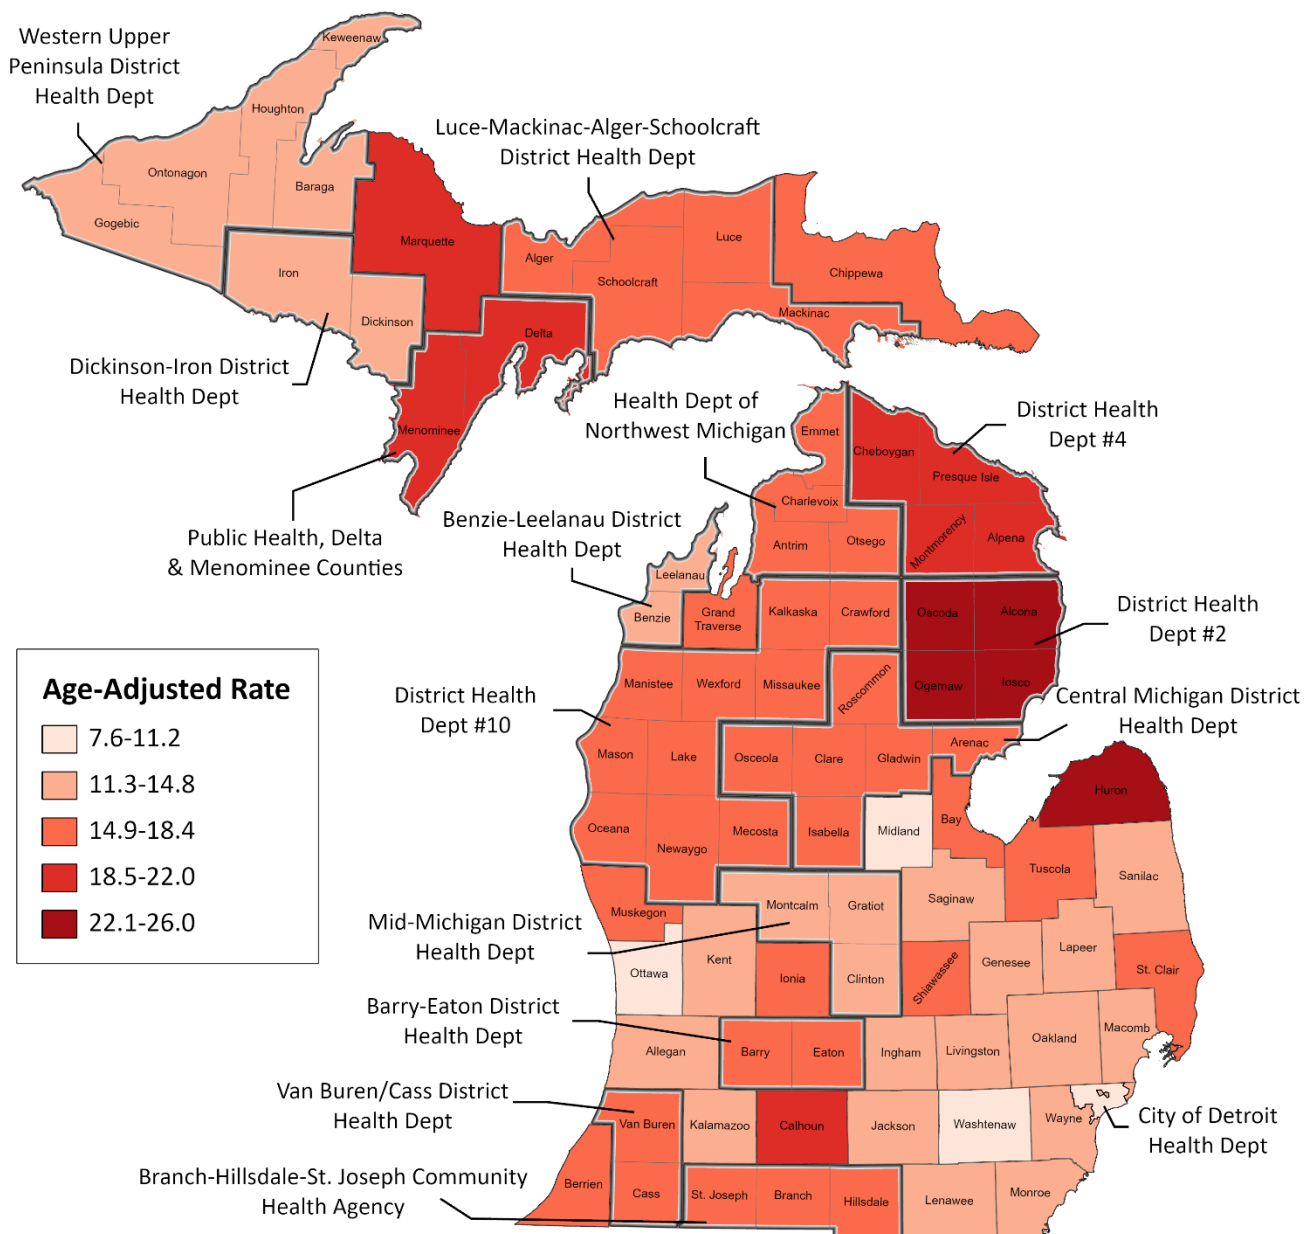 Western Upper
Peninsula District
Health Dept
Keweenaw
Houghton
Ontonagon
Baraga
Gogebic
Luce-Mackinac-Alger-Schoolcraft
District Health Dept
Marquette
Alger
Luce
Schoolcraft
Chippewa
Mackinac
Iron
Dickinson
Delta
Menominee
Dickinson-Iron District
Health Dept
Public Health, Delta
& Menominee Counties
Health Dept of
Northwest Michigan
Emmet
Cheboygan
Presque Isle
District Health
Dept #4
Charlevoix
Antrim
Otsego
Montmorency
Alpena
Benzie-Leelanau District
Health Dept
Leelanau
Benzie
Grand
Traverse
Kalkaska
Crawford
Oscoda
Alcona
District Health
Dept #2
Manistee
Wexford
Missaukee
Roscommon
Ogemaw
Iosco
District Health
Dept #10
Central Michigan District
Health Dept
Mason
Lake
Osceola
Clare
Gladwin
Arenac
Oceana
Newaygo
Mecosta
Isabella
Midland
Bay
Huron
Tuscola
Sanilac
Age-Adjusted Rate
7.6-11.2
11.3-14.8
14.9-18.4
18.5-22.0
22.1-26.0
Muskegon
Montcalm
Gratiot
Saginaw
Mid-Michigan District
Health Dept
Ottawa
Kent
Ionia
Clinton
Shiawassee
Genesee
Lapeer
St. Clair
Barry-Eaton District
Health Dept
Allegan
Barry
Eaton
Ingham
Livingston
Oakland
Macomb
Van Buren/Cass District
Health Dept
Van Buren
Kalamazoo
Calhoun
Jackson
Washtenaw
Wayne
City of Detroit
Health Dept
Branch-Hillsdale-St. Joseph Community
Health Agency
Berrien
Cass
St. Joseph
Branch
Hillsdale
Lenawee
Monroe